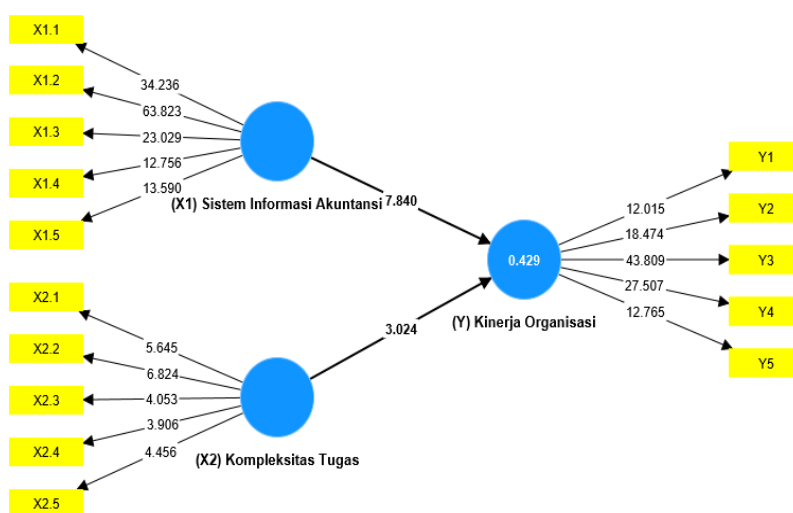 X1.1
34.236
X1.2
63.823
X1.3
23.029
X1.4
12.756
X1.5
13.590
(X1) Sistem Informasi Akuntansi
7.840
X2.1
5.645
X2.2
6.824
X2.3
4.053
X2.4
3.906
X2.5
4.456
(X2) Kompleksitas Tugas
3.024
0.429
(Y) Kinerja Organisasi
Y1
12.015
Y2
18.474
Y3
43.809
Y4
27.507
Y5
12.765